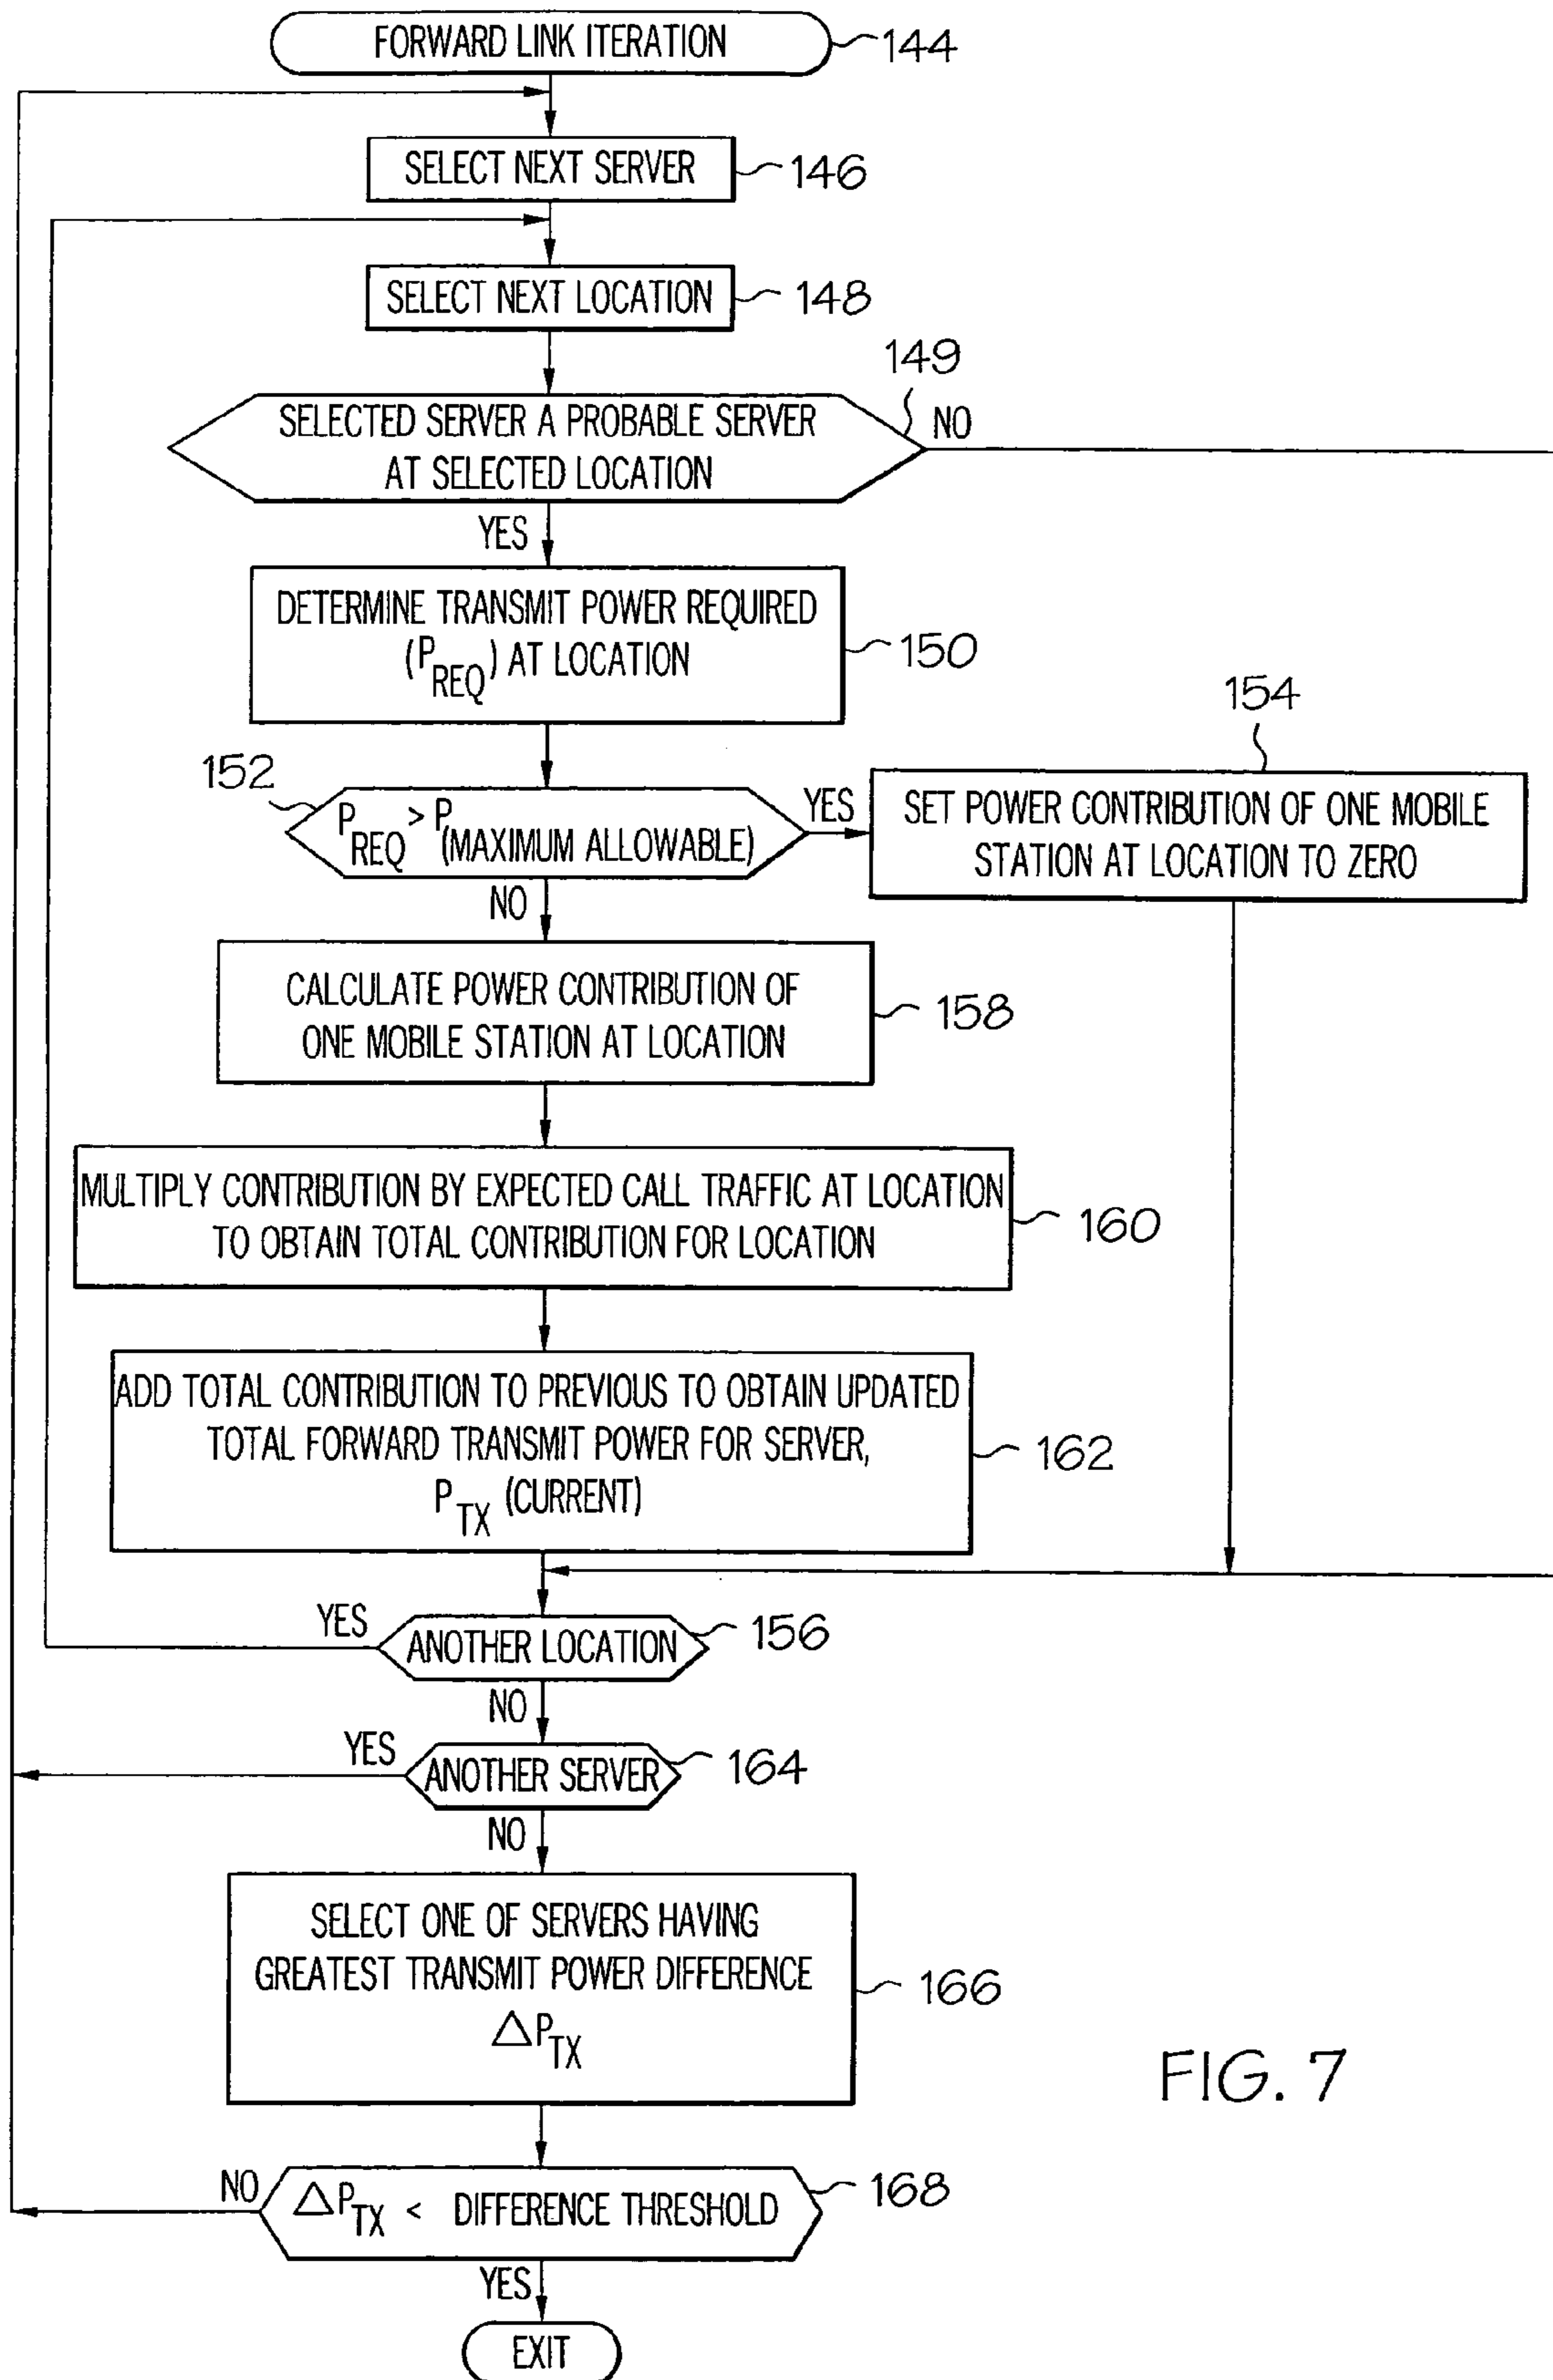 FORWARD LINK ITERATION
144
SELECT NEXT SERVER
146
SELECT NEXT LOCATION
148
149
SELECTED SERVER A PROBABLE SERVER
AT SELECTED LOCATION
NO
YES
DETERMINE TRANSMIT POWER REQUIRED
(P_REQ) AT LOCATION
150
154
152
P_REQ > P_(MAXIMUM ALLOWABLE)
YES
SET POWER CONTRIBUTION OF ONE MOBILE
STATION AT LOCATION TO ZERO
NO
CALCULATE POWER CONTRIBUTION OF
ONE MOBILE STATION AT LOCATION
158
MULTIPLY CONTRIBUTION BY EXPECTED CALL TRAFFIC AT LOCATION
TO OBTAIN TOTAL CONTRIBUTION FOR LOCATION
160
ADD TOTAL CONTRIBUTION TO PREVIOUS TO OBTAIN UPDATED
TOTAL FORWARD TRANSMIT POWER FOR SERVER,
P_TX (CURRENT)
162
YES
ANOTHER LOCATION
156
NO
YES
ANOTHER SERVER
164
NO
SELECT ONE OF SERVERS HAVING
GREATEST TRANSMIT POWER DIFFERENCE
△P_TX
166
FIG. 7
NO
△P_TX < DIFFERENCE THRESHOLD
168
YES
EXIT